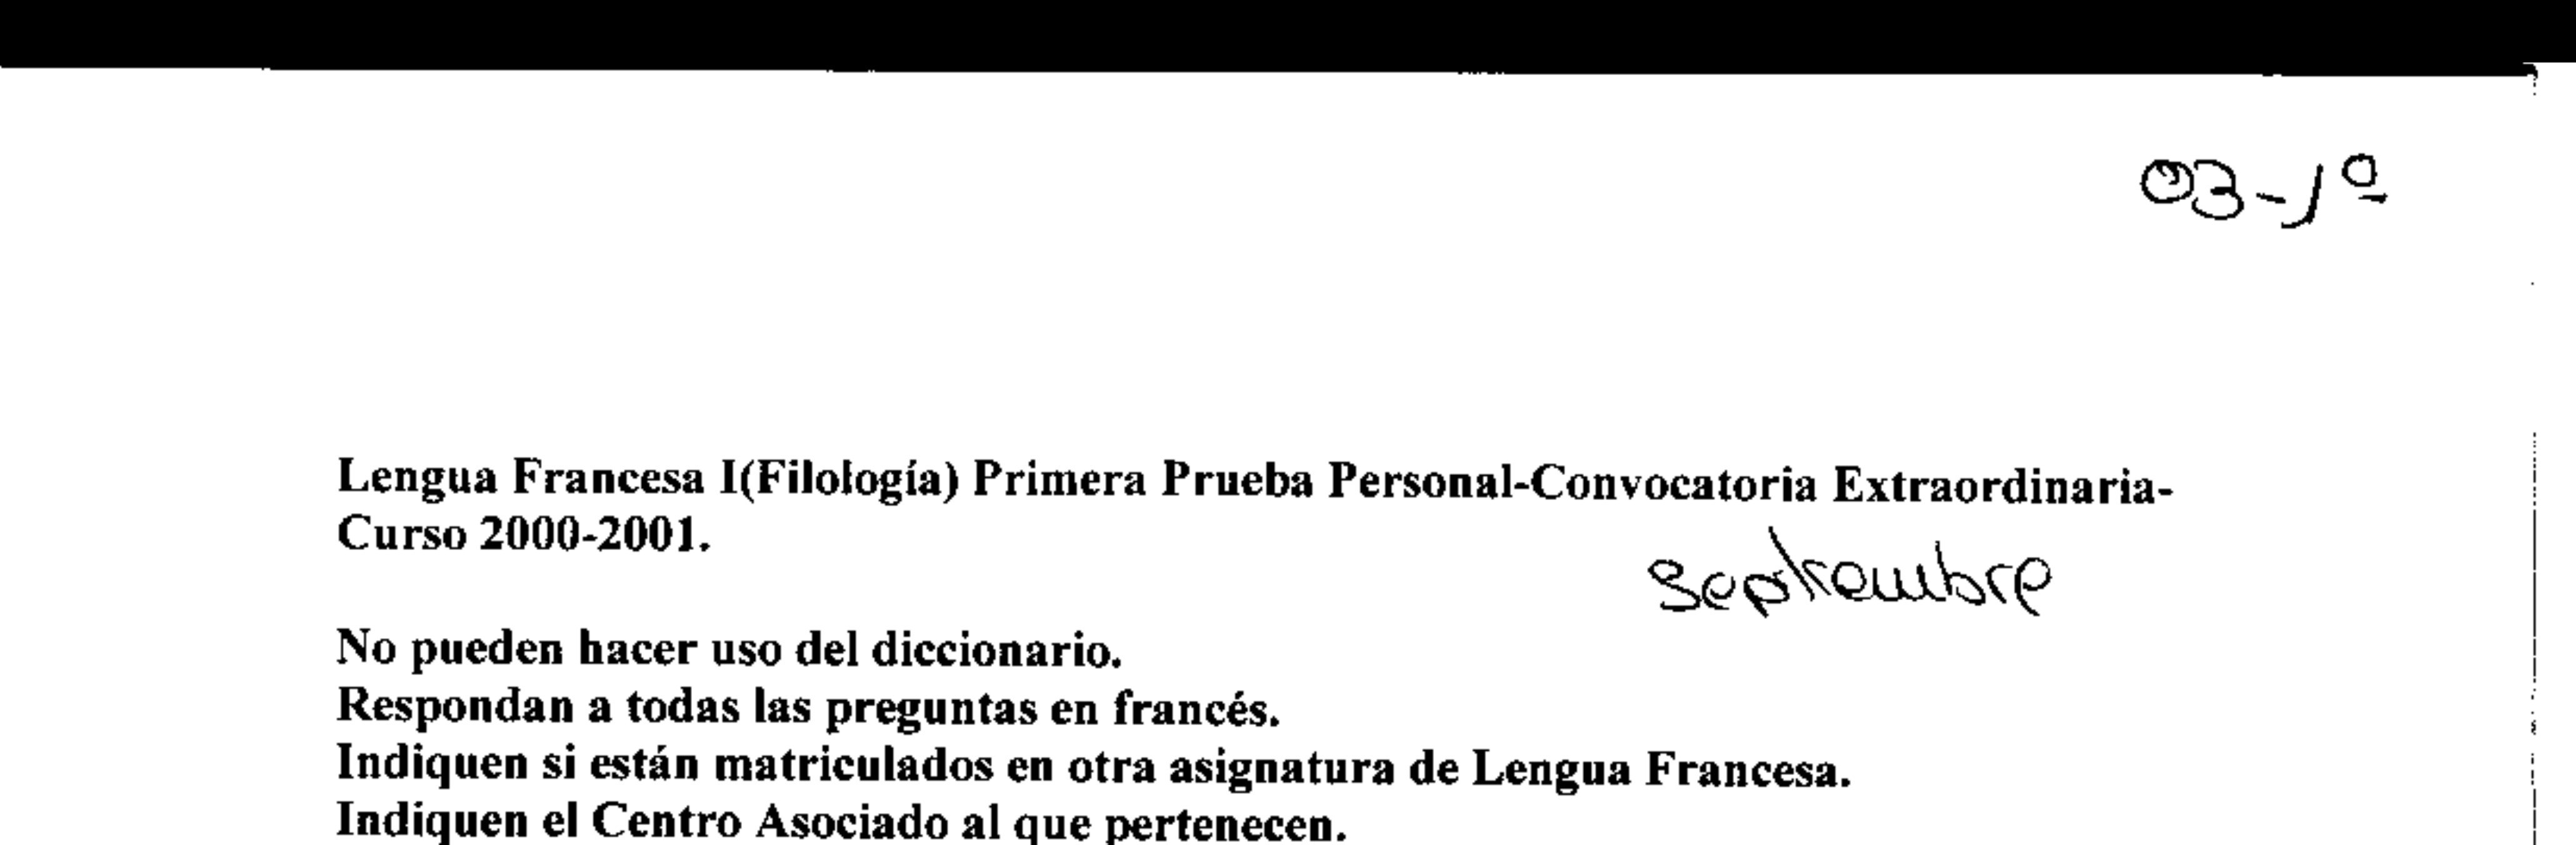 03-1º
Lengua Francesa I(Filología) Primera Prueba Personal-Convocatoria Extraordinaria-
Curso 2000-2001.
Septiembre
No pueden hacer uso del diccionario.
Respondan a todas las preguntas en francés.
Indiquen si están matriculados en otra asignatura de Lengua Francesa.
Indiquen el Centro Asociado al que pertenecen.